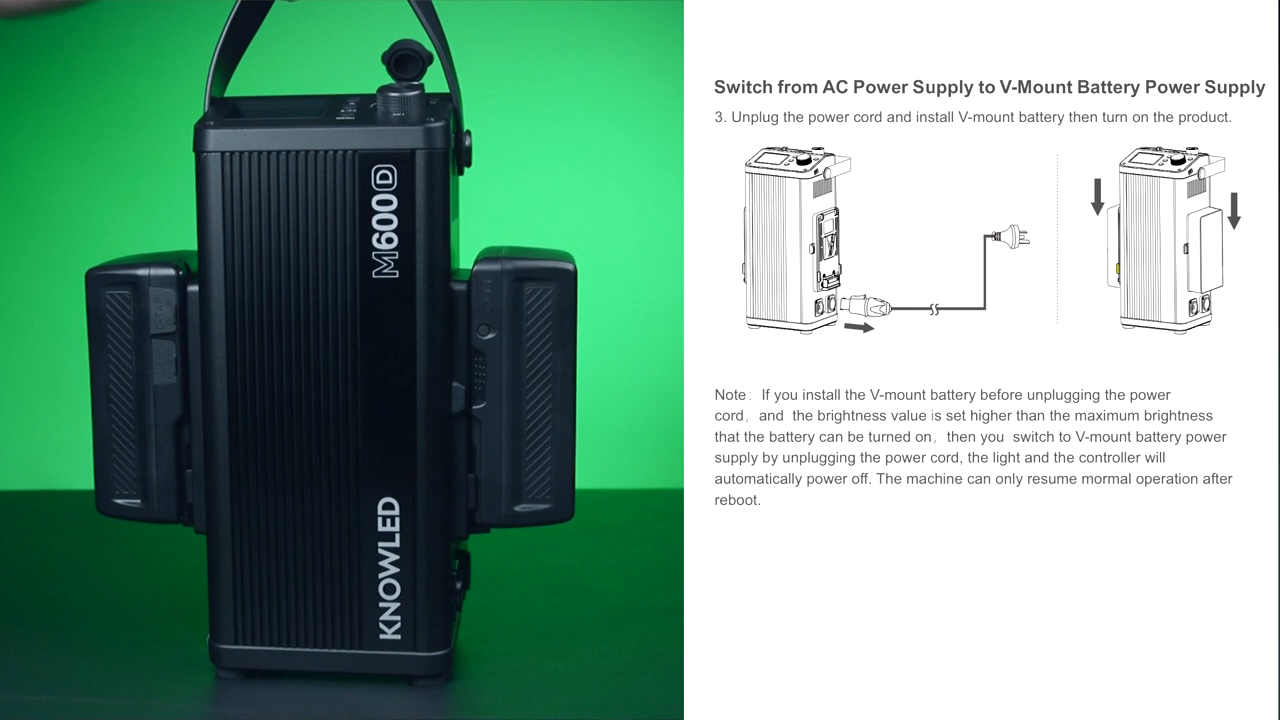 M600D
KNOWLED
MENU
SET
D-TAP
Switch from AC Power Supply to V-Mount Battery Power Supply
3. Unplug the power cord and install V-mount battery then turn on the product.
Note： If you install the V-mount battery before unplugging the power
cord，and the brightness value is set higher than the maximum brightness
that the battery can be turned on，then you switch to V-mount battery power
supply by unplugging the power cord, the light and the controller will
automatically power off. The machine can only resume mormal operation after
reboot.